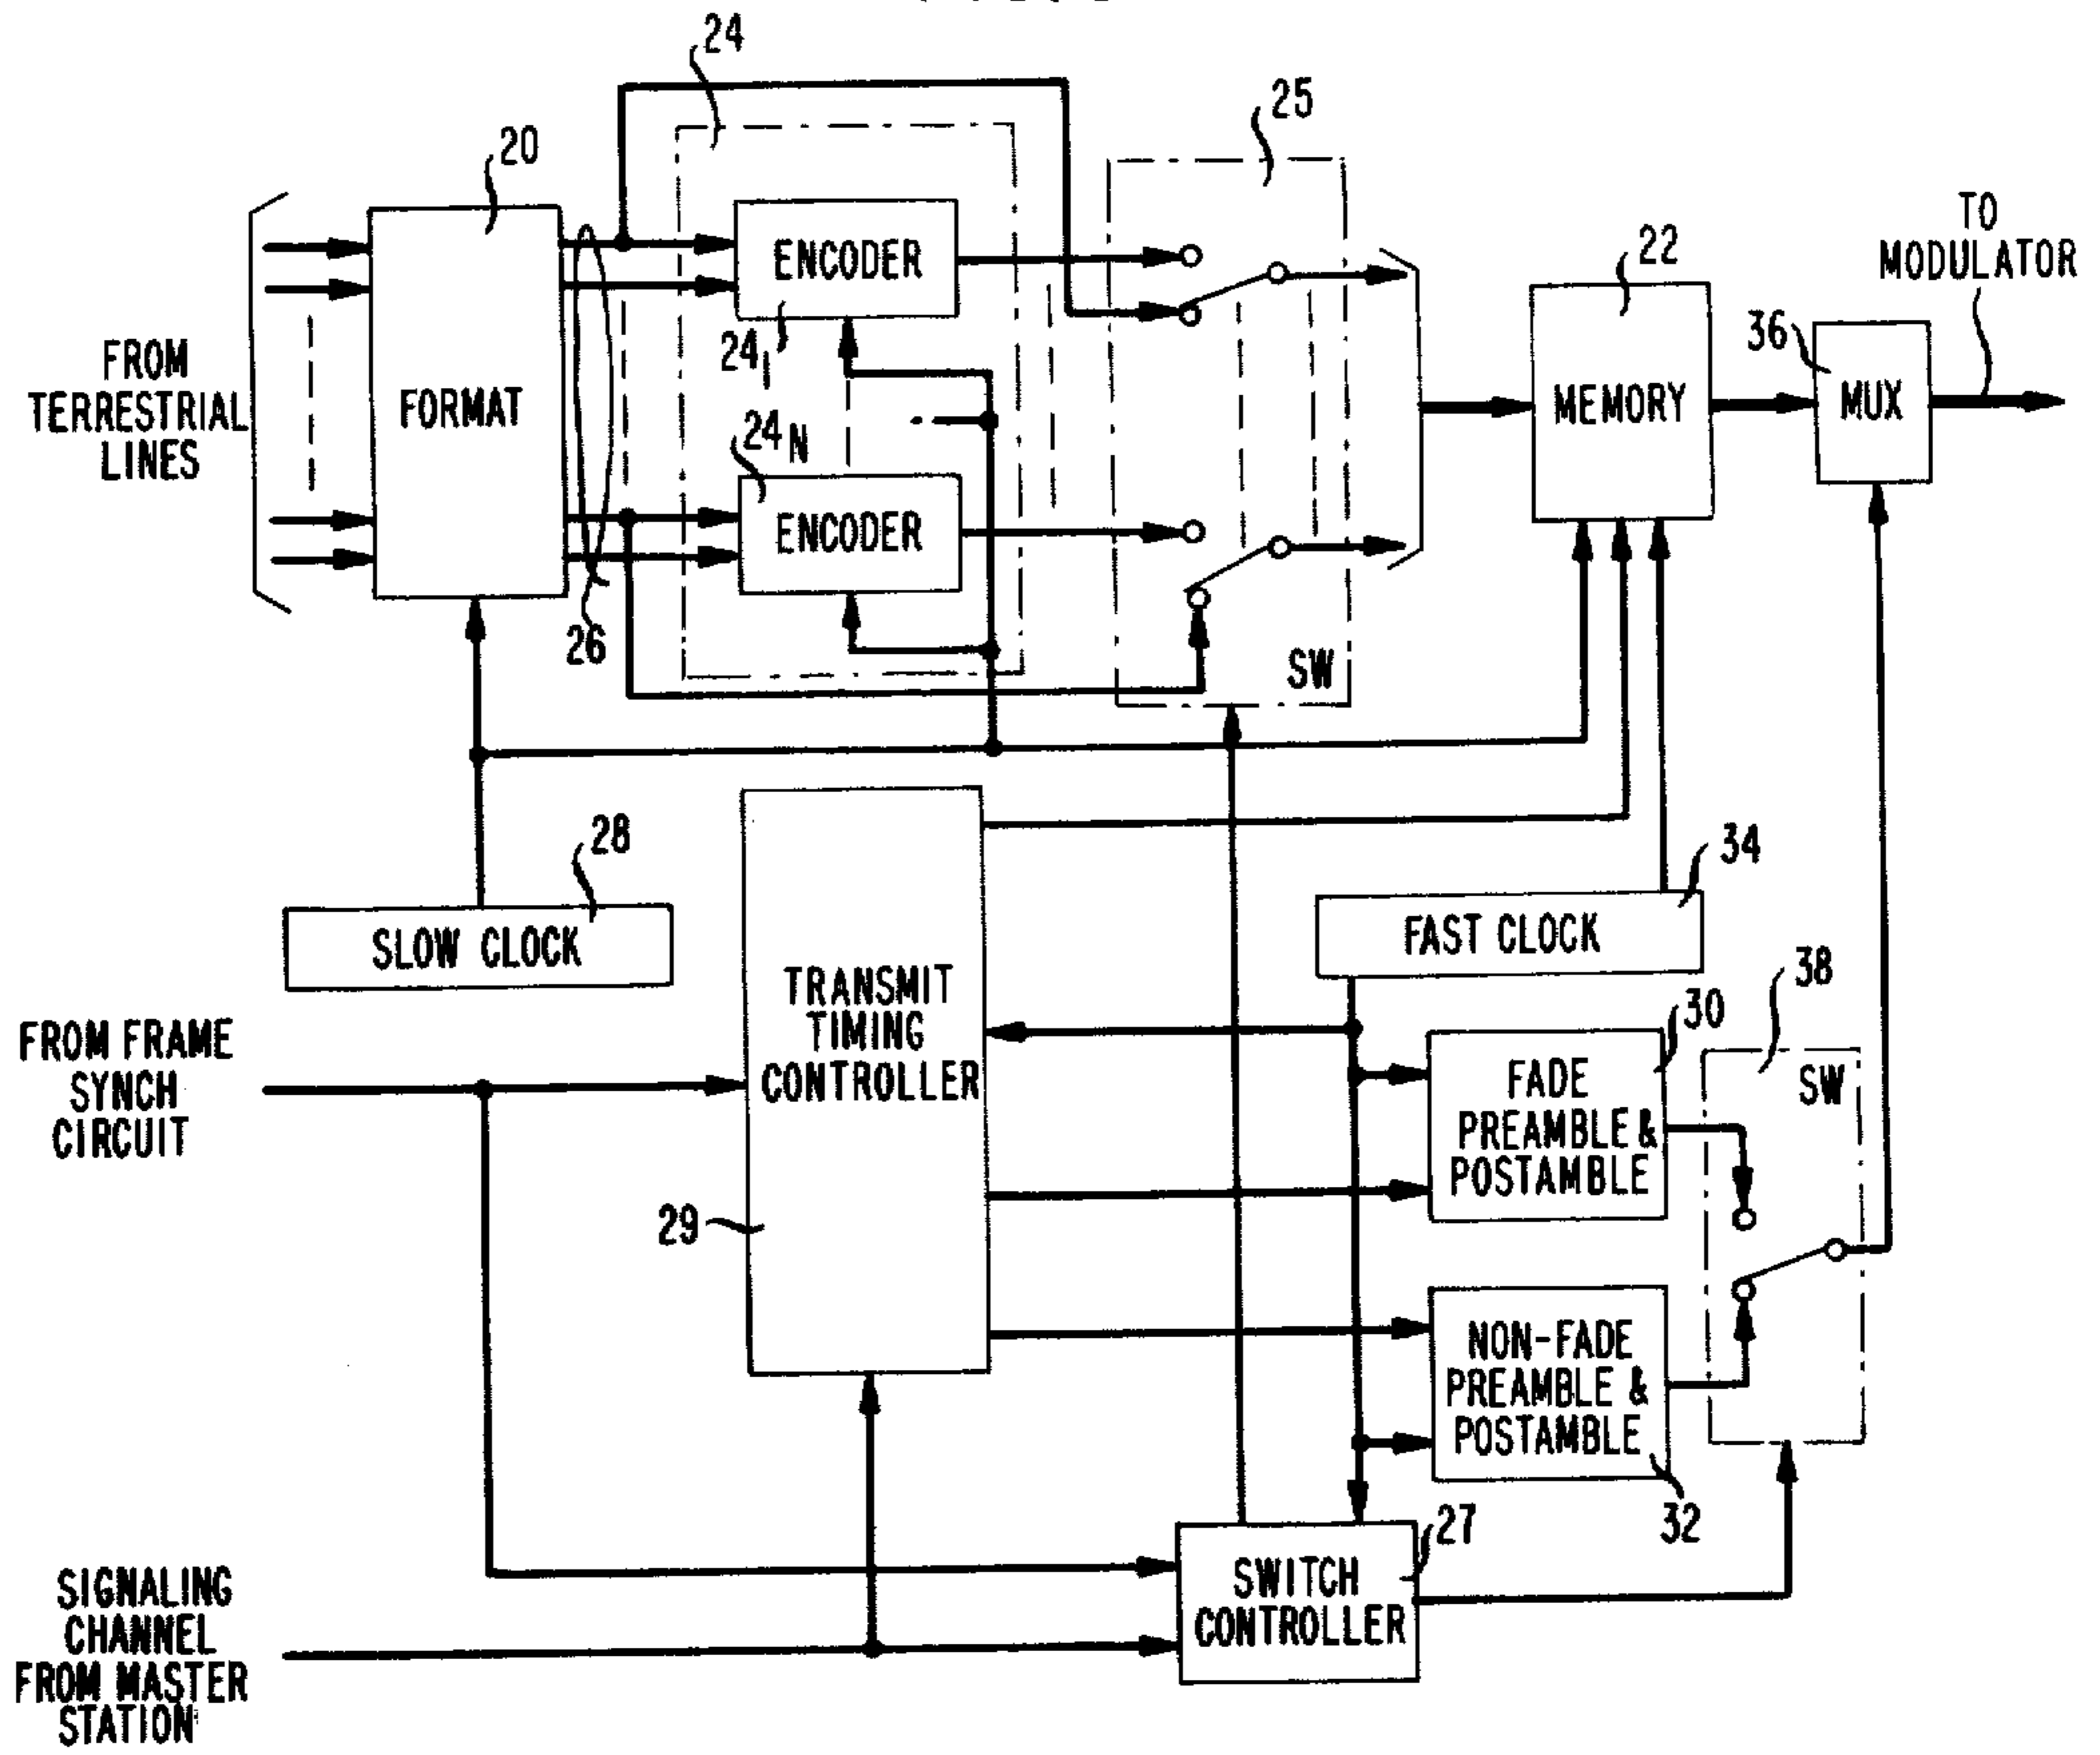 24
25
20
22
TO
MODULATOR
ENCODER
24 1
36
FROM
TERRESTRIAL
LINES
FORMAT
MEMORY
MUX
24 N
ENCODER
26
SW
28
34
SLOW CLOCK
FAST CLOCK
38
TRANSMIT
TIMING
CONTROLLER
30
FROM FRAME
SYNCH
CIRCUIT
FADE
PREAMBLE &
POSTAMBLE
SW
29
NON-FADE
PREAMBLE &
POSTAMBLE
32
27
SIGNALING
CHANNEL
FROM MASTER
STATION
SWITCH
CONTROLLER